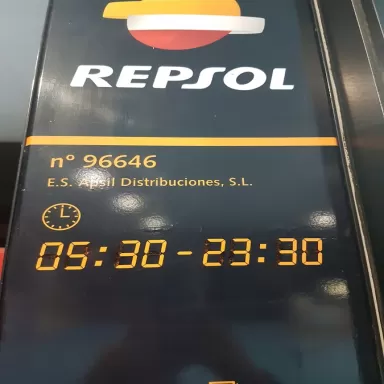 REPSOL
nº 96646
E.S. Apsil Distribuciones, S.L.
05:30 - 23:30